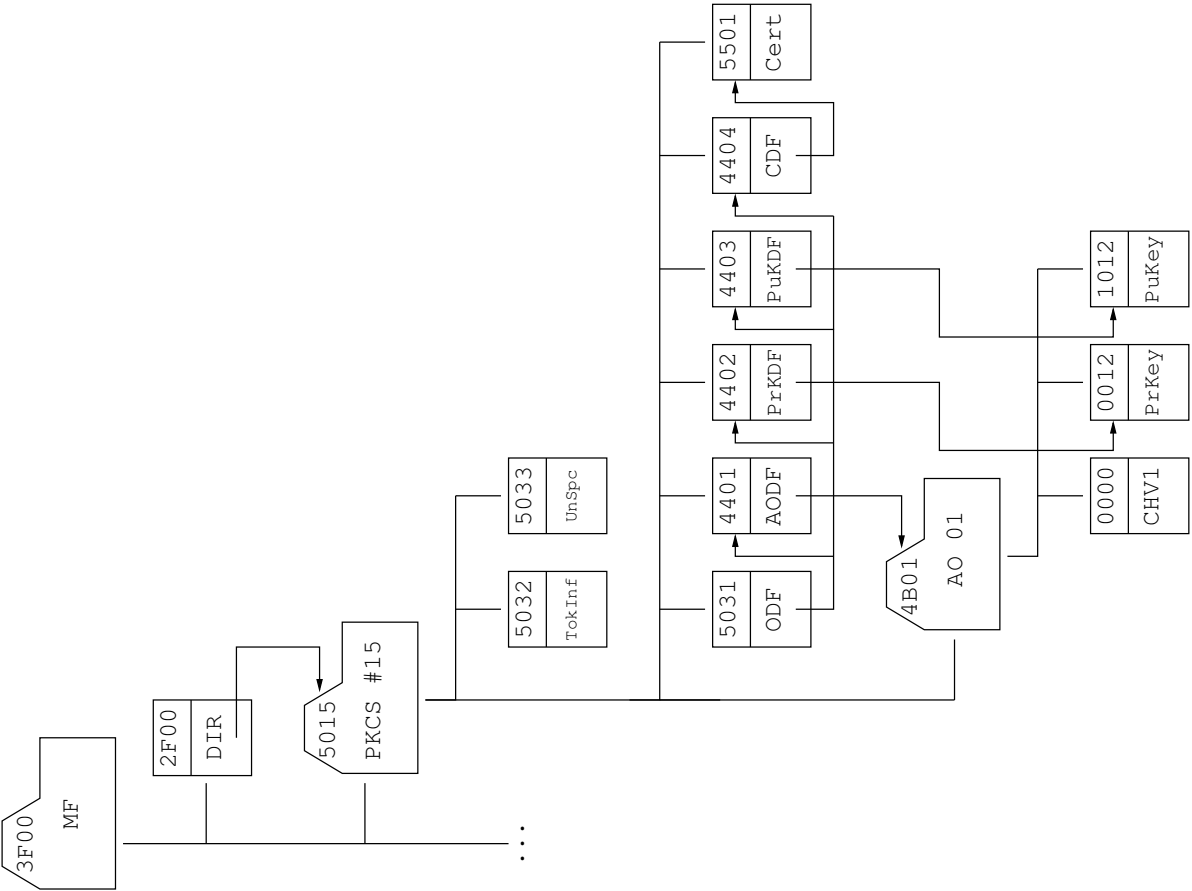 3F00
MF
2F00
DIR
5015
PKCS #15
5032
TokInf
5033
UnSpc
5031
ODF
4401
AODF
4402
PrKDF
4403
PuKDF
4404
CDF
5501
Cert
4B01
AO 01
0000
CHV1
0012
PrKey
1012
PuKey
...